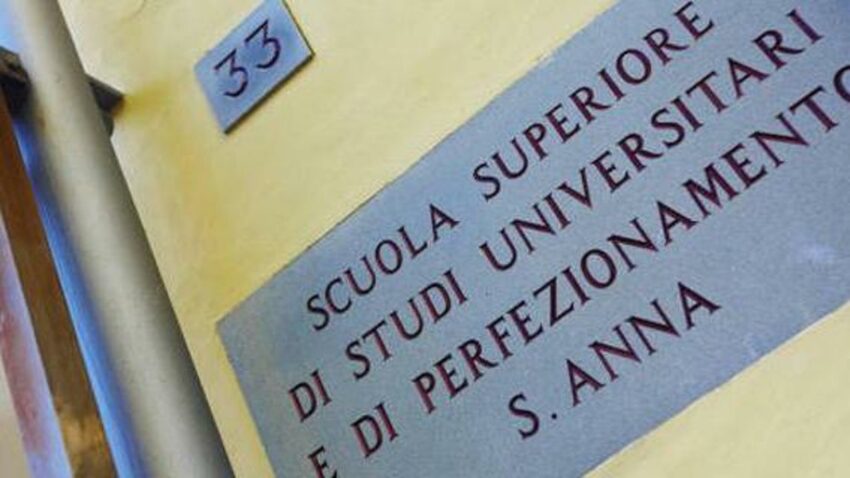 33
SCUOLA SUPERIORE
DI STUDI UNIVERSITARI
E DI PERFEZIONAMENTO
S. ANNA